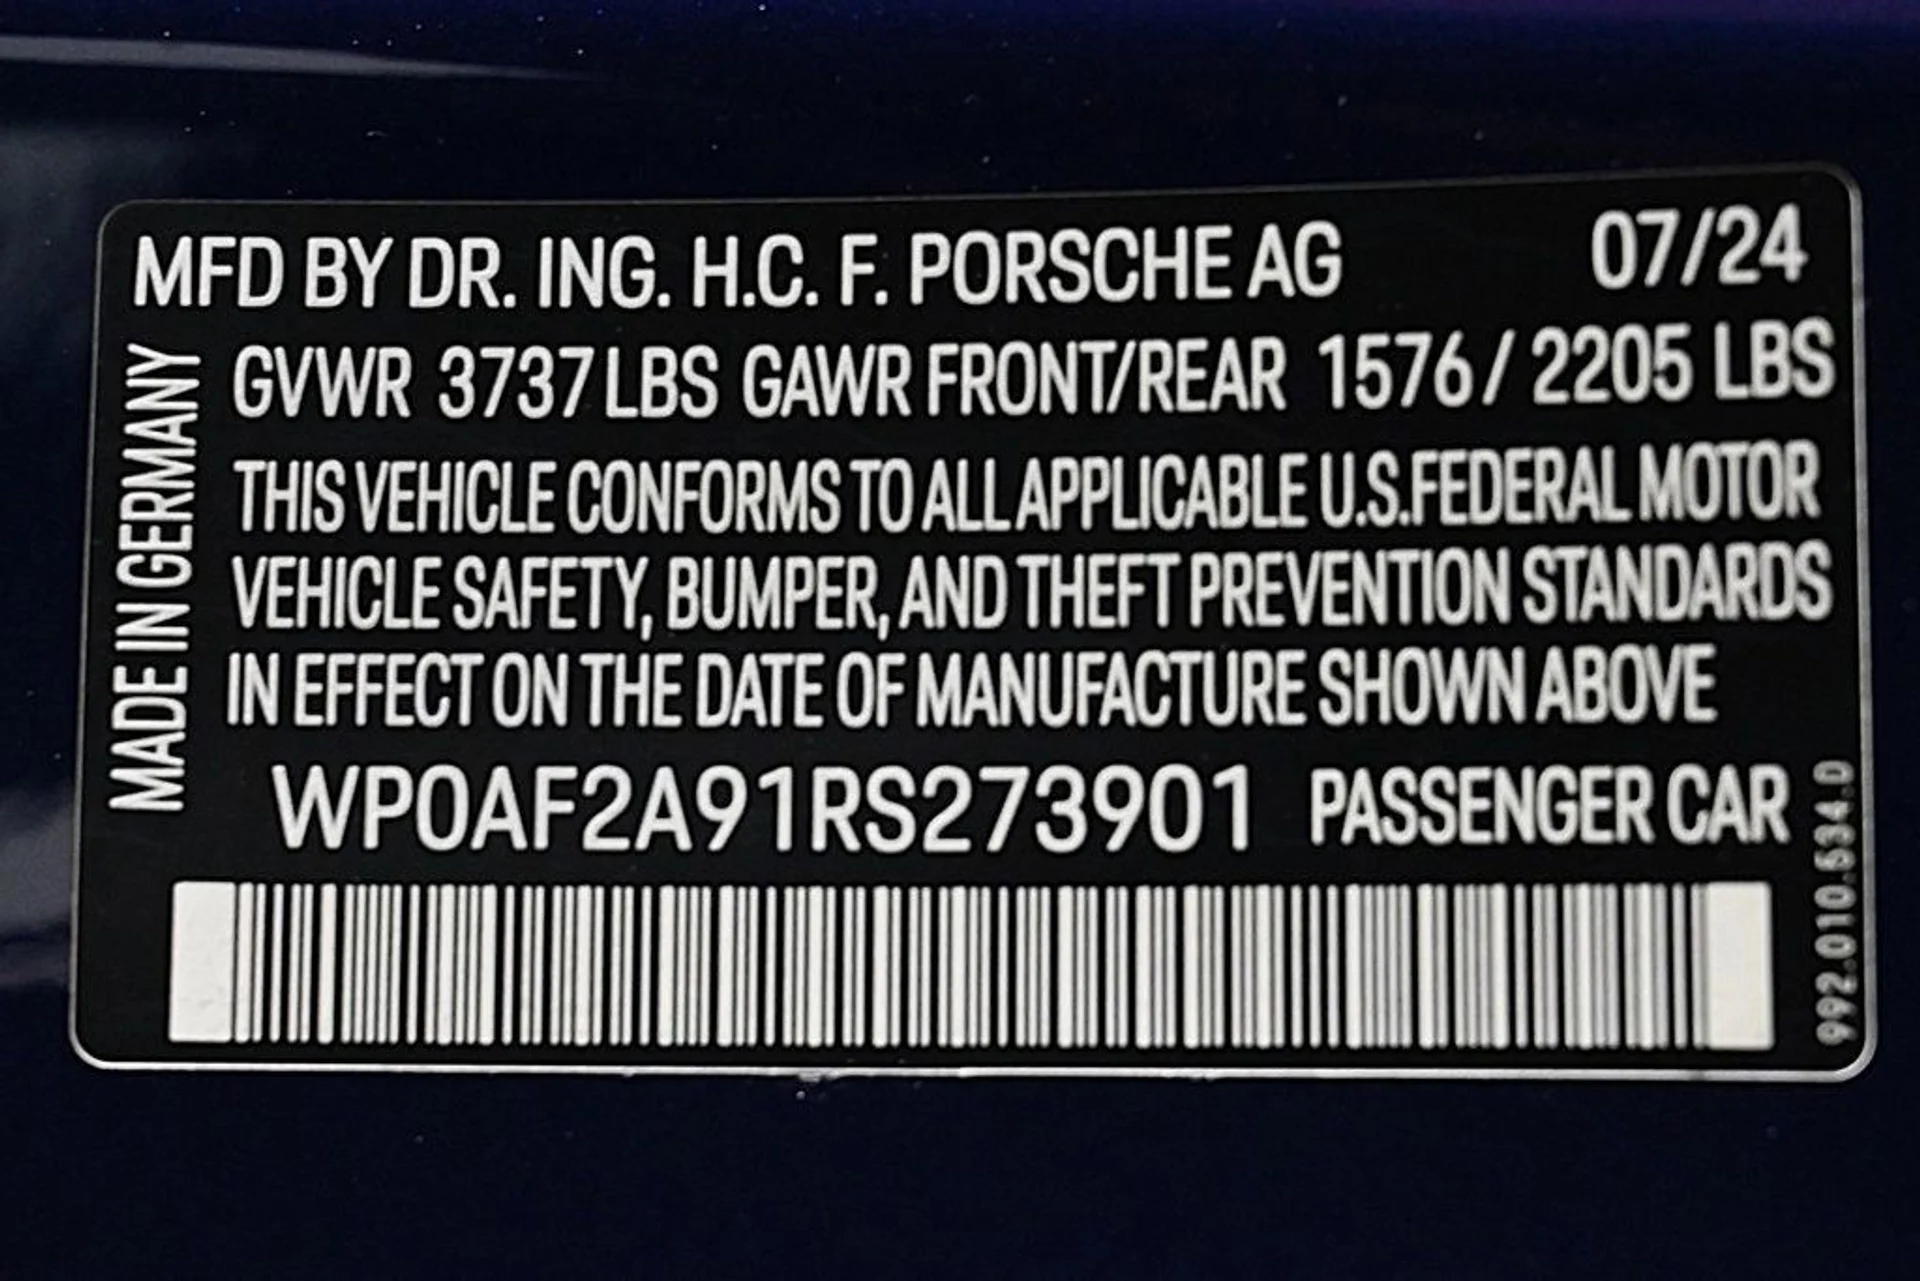 MFD BY DR. ING. H.C. F. PORSCHE AG 07/24
MADE IN GERMANY
GVWR 3737 LBS GAWR FRONT/REAR 1576 / 2205 LBS
THIS VEHICLE CONFORMS TO ALL APPLICABLE U.S.FEDERAL MOTOR
VEHICLE SAFETY, BUMPER, AND THEFT PREVENTION STANDARDS
IN EFFECT ON THE DATE OF MANUFACTURE SHOWN ABOVE
WP0AF2A91RS273901 PASSENGER CAR
992.010.534.D